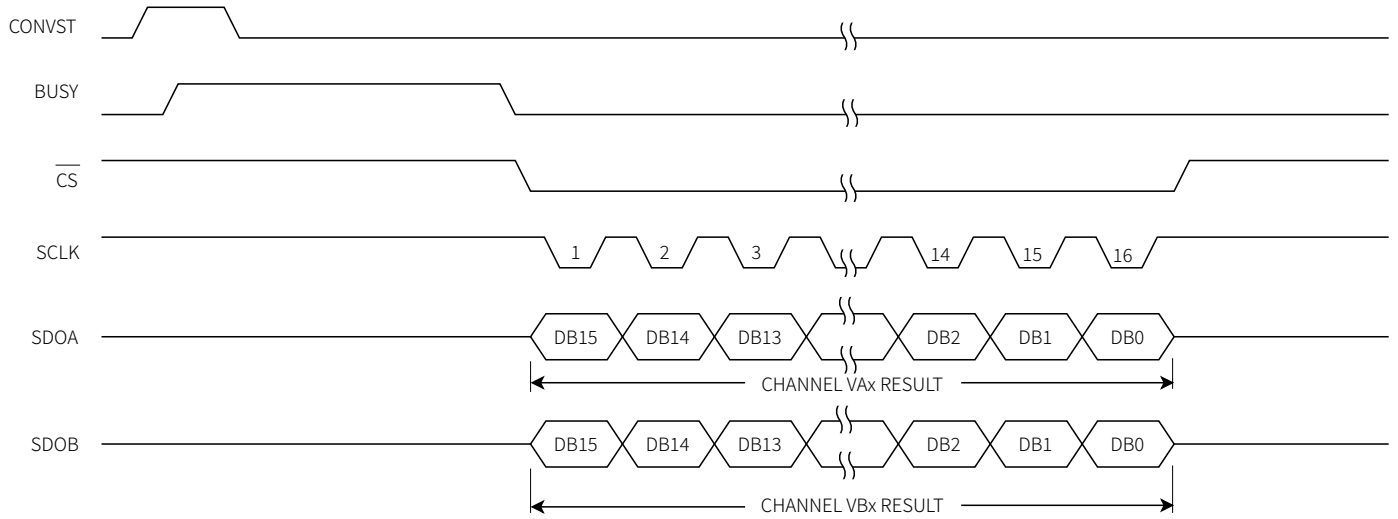 CONVST
BUSY
CS
SCLK 1 2 3 14 15 16
SDOA DB15 DB14 DB13 DB2 DB1 DB0
CHANNEL VAx RESULT
SDOB DB15 DB14 DB13 DB2 DB1 DB0
CHANNEL VBx RESULT